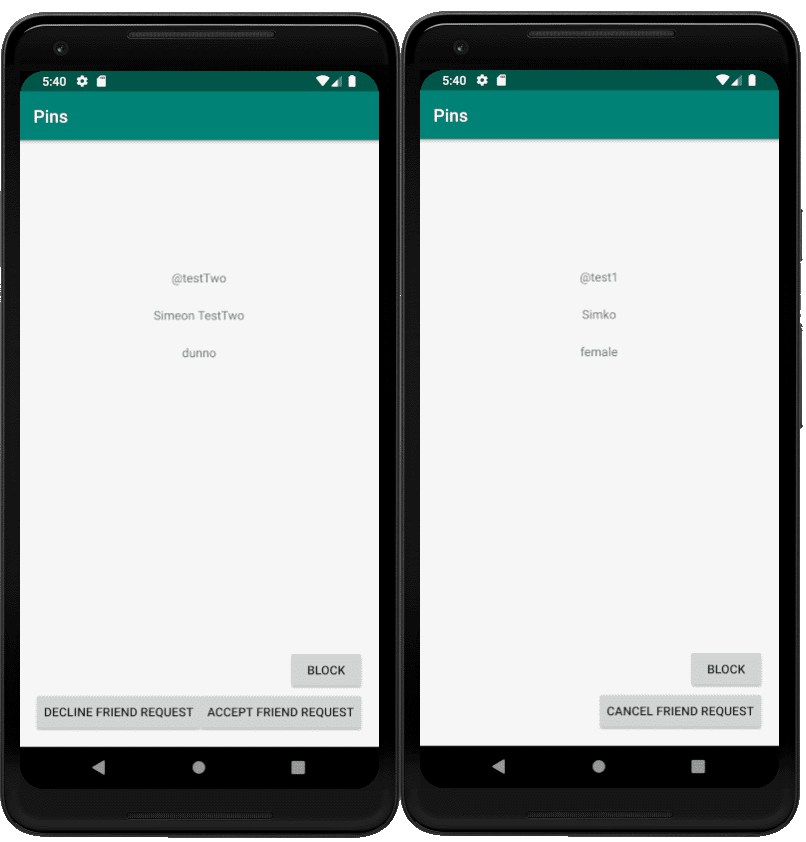 5:40
Pins
@testTwo
Simeon TestTwo
dunno
BLOCK
DECLINE FRIEND REQUEST ACCEPT FRIEND REQUEST
5:40
Pins
@test1
Simko
female
BLOCK
CANCEL FRIEND REQUEST